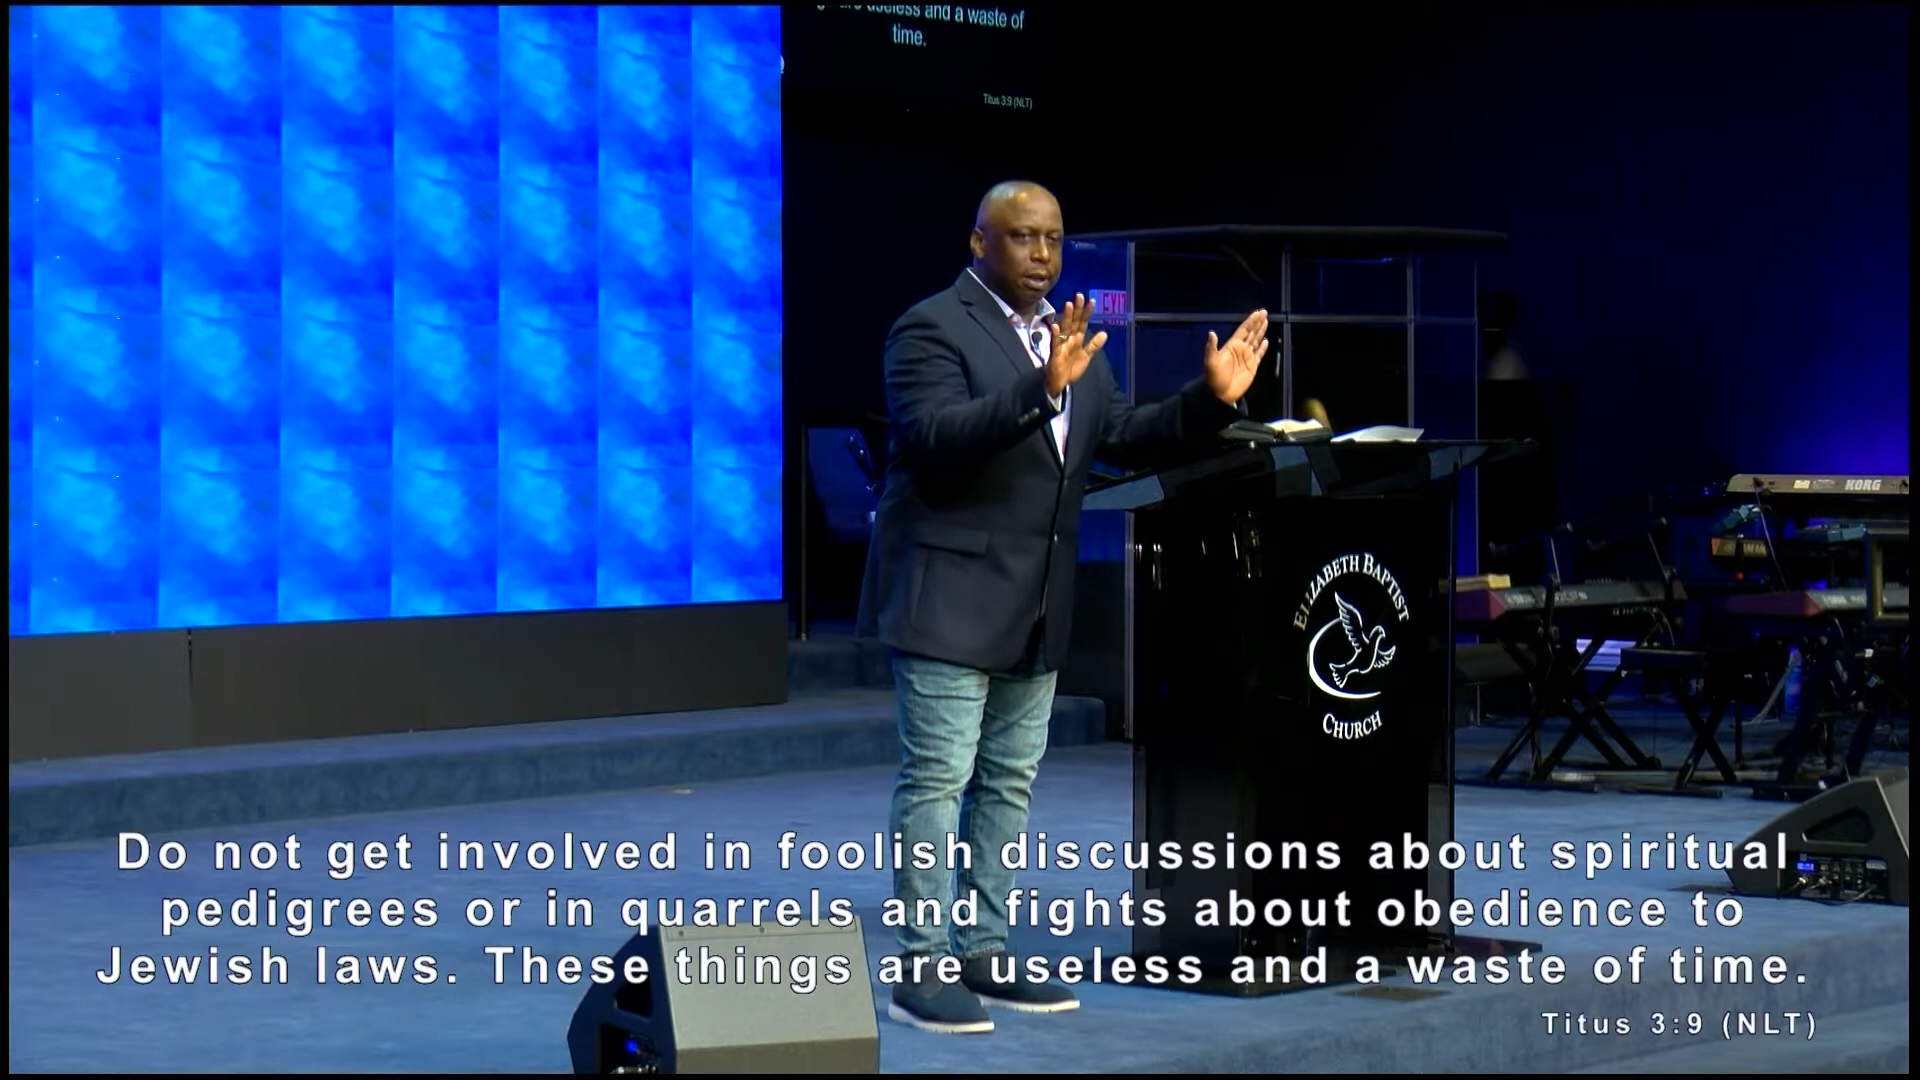 useless and a waste of
time.
Titus 3:9 (NLT)
EXIT
KORG
ELIZABETH BAPTIST
CHURCH
Do not get involved in foolish discussions about spiritual
pedigrees or in quarrels and fights about obedience to
Jewish laws. These things are useless and a waste of time.
Titus 3:9 (NLT)